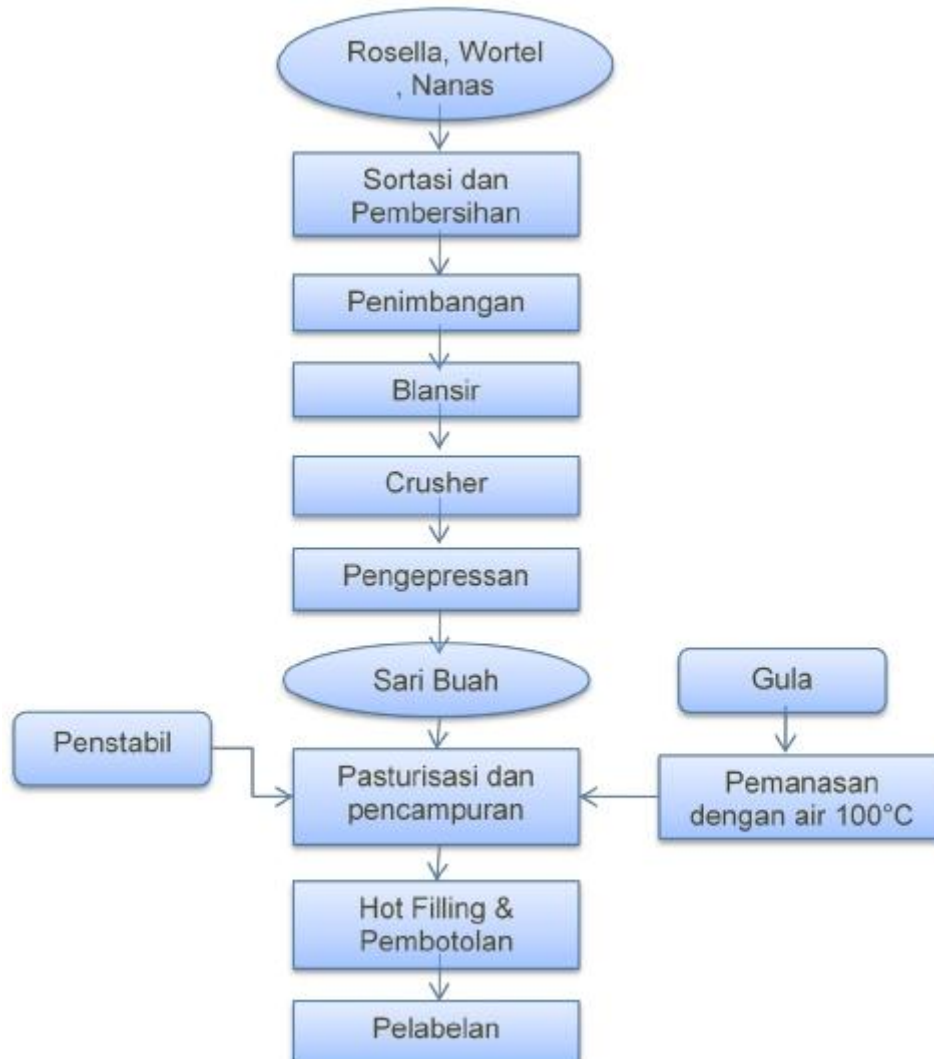 Rosella, Wortel
, Nanas
Sortasi dan
Pembersihan
Penimbangan
Blansir
Crusher
Pengepressan
Sari Buah
Gula
Penstabil
Pasturisasi dan
pencampuran
Pemanasan
dengan air 100°C
Hot Filling &
Pembotolan
Pelabelan